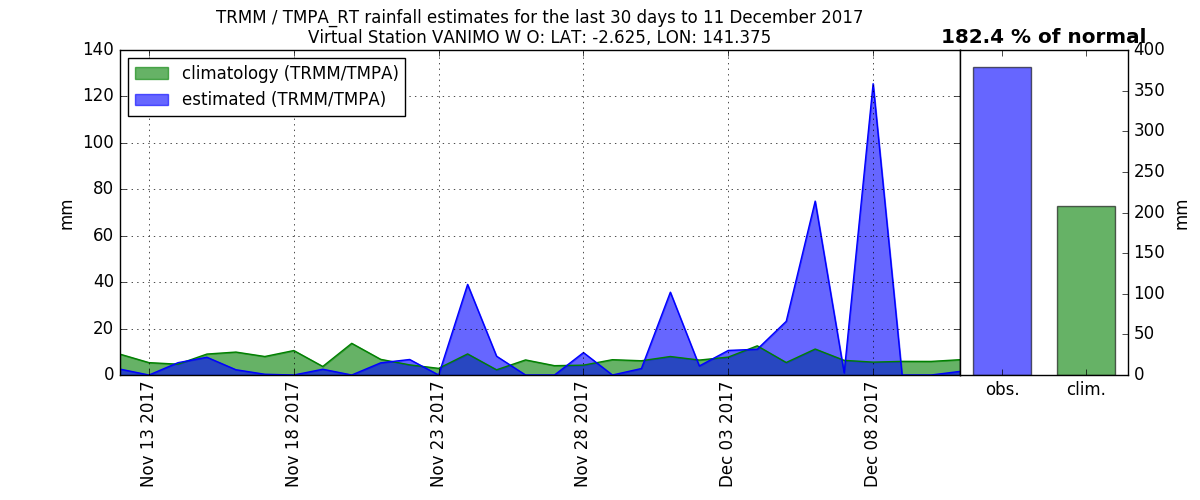 TRMM / TMPA_RT rainfall estimates for the last 30 days to 11 December 2017
Virtual Station VANIMO W O: LAT: -2.625, LON: 141.375
182.4 % of normal
climatology (TRMM/TMPA)
estimated (TRMM/TMPA)
140
120
100
80
60
40
20
0
mm
Nov 13 2017
Nov 18 2017
Nov 23 2017
Nov 28 2017
Dec 03 2017
Dec 08 2017
400
350
300
250
200
150
100
50
0
mm
obs.
clim.